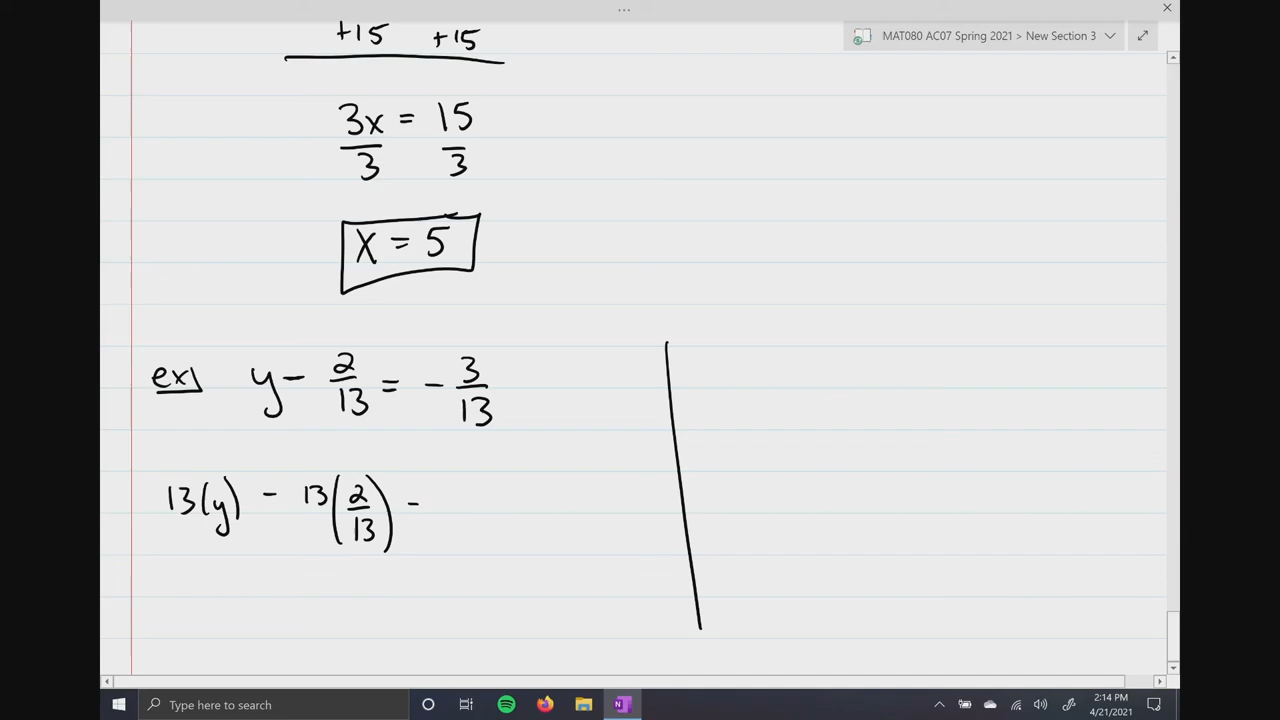 ...
MAT080 AC07 Spring 2021 > New Section 3
+15 +15
3x = 15
3 3
x = 5
ex) y - 2/13 = - 3/13
13(y) - 13(2/13) -
Type here to search
2:14 PM
4/21/2021